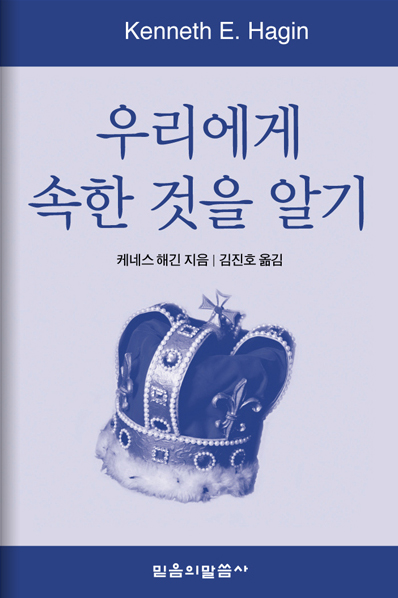 Kenneth E. Hagin
우리에게
속한 것을 알기
케네스 해긴 지음 | 김진호 옮김
믿음의말씀사